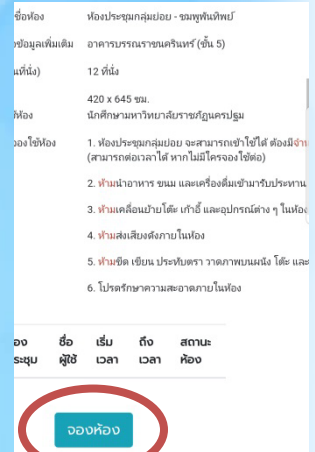 ชื่อห้อง ห้องประชุมกลุ่มย่อย - ชมพูพันทิพย์
ข้อมูลเพิ่มเติม อาคารบรรณราชนครินทร์ (ชั้น 5)
นที่นั่ง) 12 ที่นั่ง
420 x 645 ซม.
ใช้ห้อง นักศึกษามหาวิทาลัยราชภัฏนครปฐม
จองใช้ห้อง 1. ห้องประชุมกลุ่มย่อย จะสามารถเข้าใช้ได้ ต้องมี
(สามารถต่อเวลาได้ หากไม่มีใครจองใช้ต่อ)
2. ห้ามนำอาหาร ขนม และเครื่องดื่มเข้ามารับประทาน
3. ห้ามเคลื่อนย้ายโต๊ะ เก้าอี้ และอุปกรณ์ต่าง ๆ ในห้อง
4. ห้ามส่งเสียงดังภายในห้อง
5. ห้ามขีด เขียน ประทับตรา วาดภาพบนผนัง โต๊ะ และ
6. โปรดรักษาความสะอาดภายในห้อง
ชื่อ เริ่ม ถึง สถานะ
ระชุม ผู้ใช้ เวลา เวลา ห้อง
จองห้อง